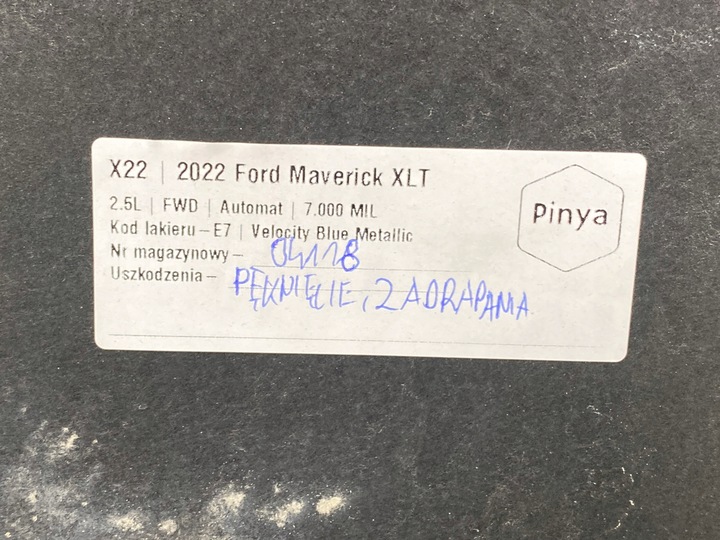 X22 | 2022 Ford Maverick XLT
Pinya
2.5L | FWD | Automat | 7.000 MIL
Kod lakieru – E7 | Velocity Blue Metallic
Nr magazynowy – 04118
Uszkodzenia – PĘKNIĘCIE, ZADRAPANIA